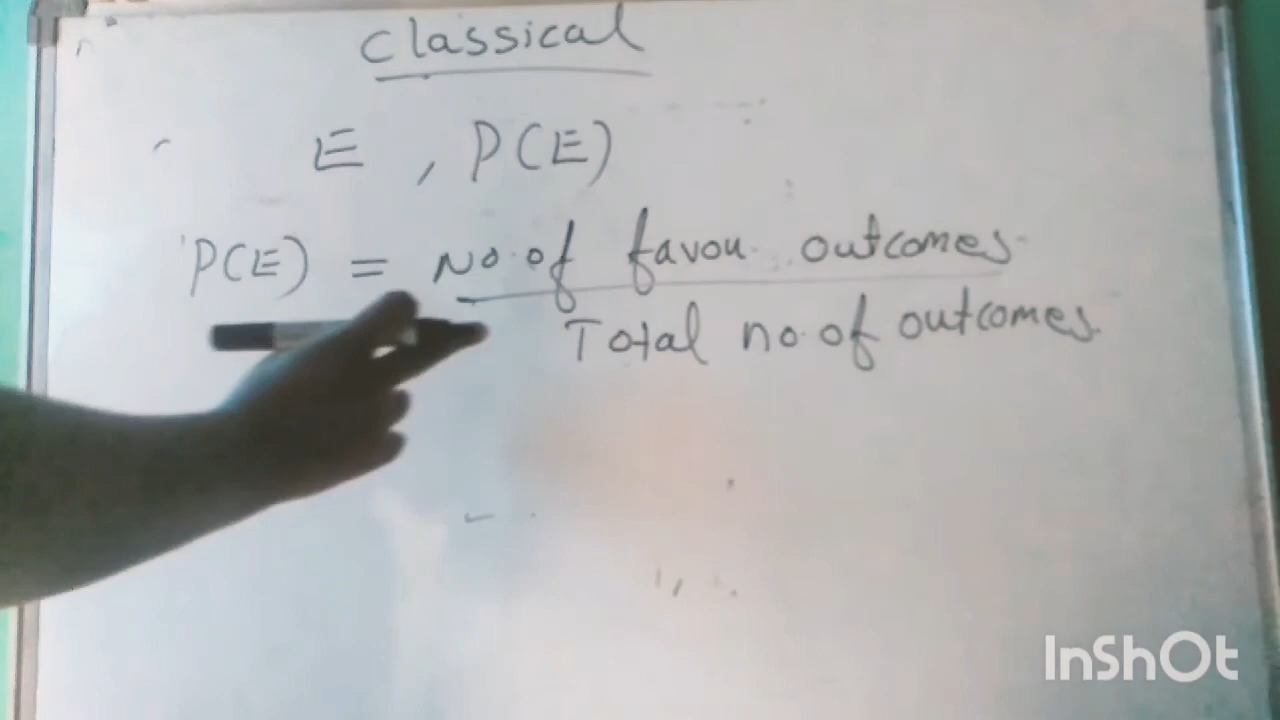 Classical
E , P(E)
P(E) = No. of favou. outcomes
Total no. of outcomes.
InShOt